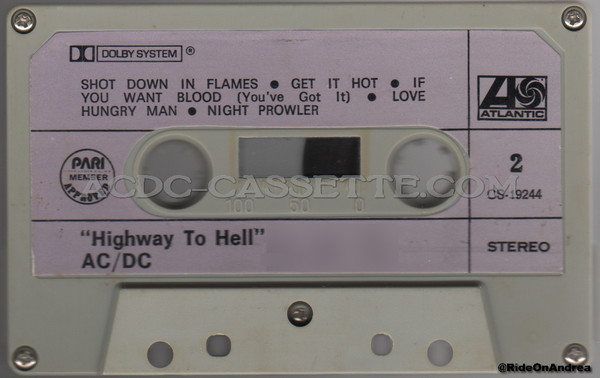 DOLBY SYSTEM ®
SHOT DOWN IN FLAMES ● GET IT HOT ● IF
YOU WANT BLOOD (You've Got It) ● LOVE
HUNGRY MAN ● NIGHT PROWLER
ATLANTIC
PARI
MEMBER
APPROVED
ACDC-CASSETTE.COM
2
CS-19244
100 50 0
"Highway To Hell"
AC/DC
STEREO
@RideOnAndrea